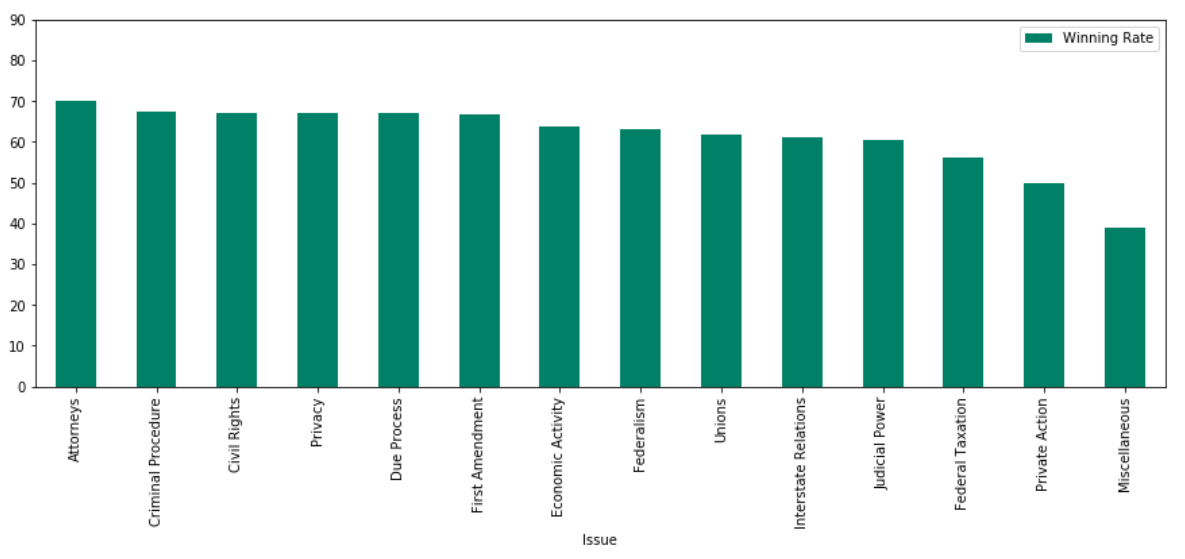 90
80
70
60
50
40
30
20
10
0
Winning Rate
Attorneys
Criminal Procedure
Civil Rights
Privacy
Due Process
First Amendment
Economic Activity
Federalism
Unions
Interstate Relations
Judicial Power
Federal Taxation
Private Action
Miscellaneous
Issue